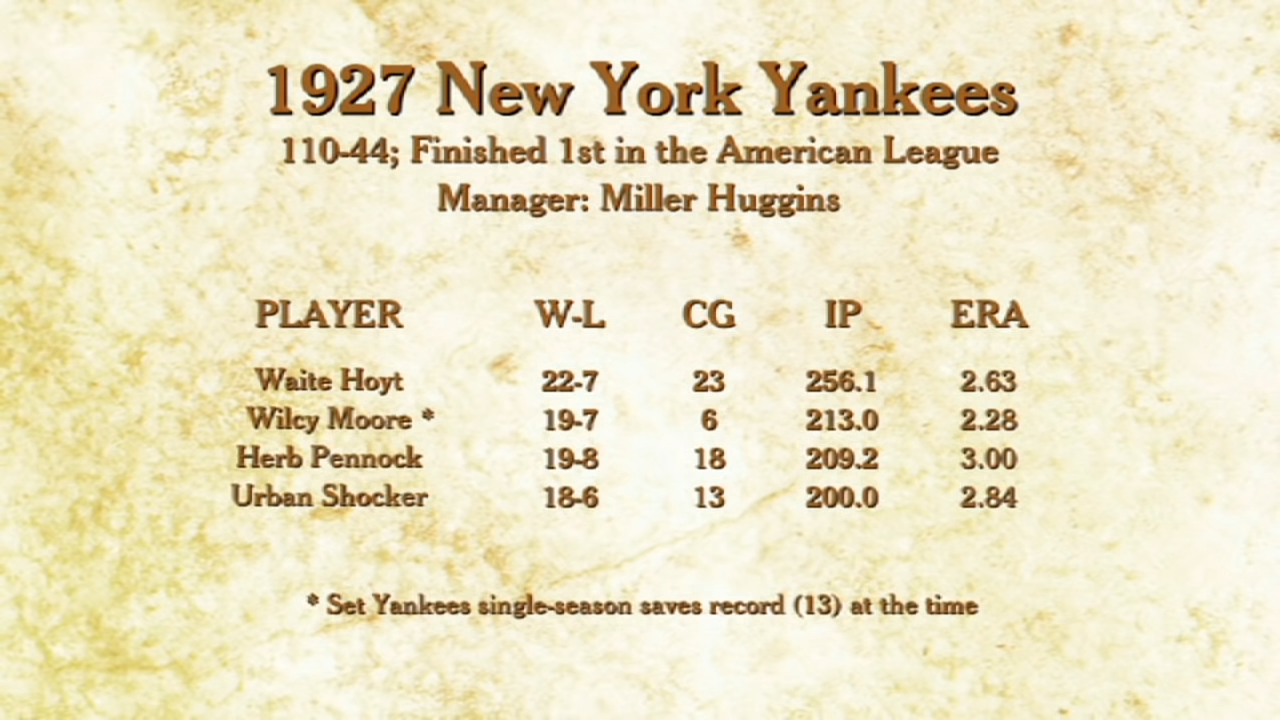 1927 New York Yankees
110-44; Finished 1st in the American League
Manager: Miller Huggins
PLAYER W-L CG IP ERA
Waite Hoyt 22-7 23 256.1 2.63
Wilcy Moore * 19-7 6 213.0 2.28
Herb Pennock 19-8 18 209.2 3.00
Urban Shocker 18-6 13 200.0 2.84
* Set Yankees single-season saves record (13) at the time